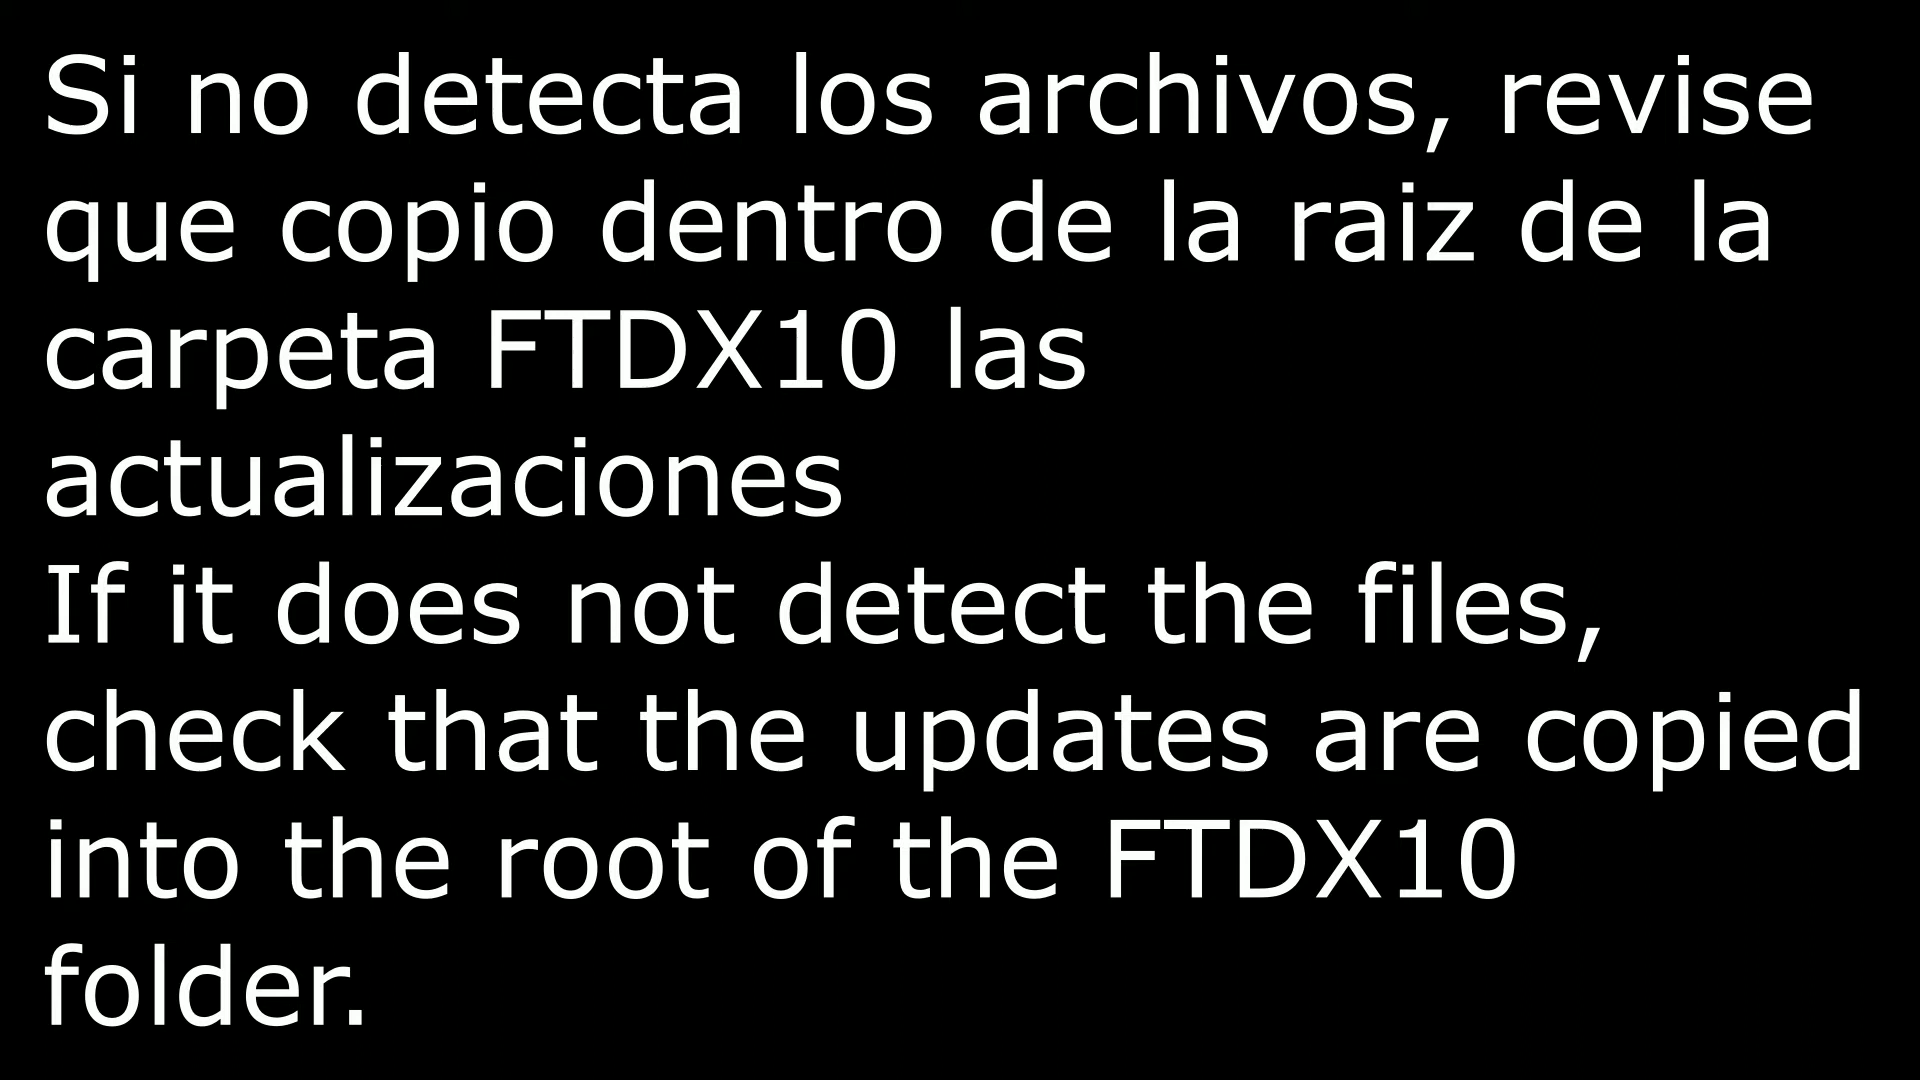 Si no detecta los archivos, revise
que copio dentro de la raiz de la
carpeta FTDX10 las
actualizaciones
If it does not detect the files,
check that the updates are copied
into the root of the FTDX10
folder.